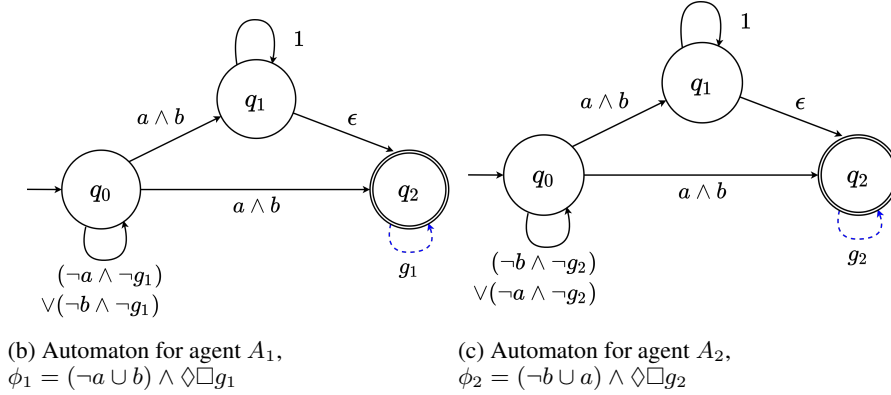 1
1
q₁
q₁
a ∧ b
ϵ
a ∧ b
ϵ
q₀
q₂
q₀
q₂
a ∧ b
a ∧ b
g₁
g₂
(¬a ∧ ¬g₁)
∨(¬b ∧ ¬g₁)
(¬b ∧ ¬g₂)
∨(¬a ∧ ¬g₂)
(b) Automaton for agent A₁,
ϕ₁ = (¬a ∪ b) ∧ ◊□g₁
(c) Automaton for agent A₂,
ϕ₂ = (¬b ∪ a) ∧ ◊□g₂